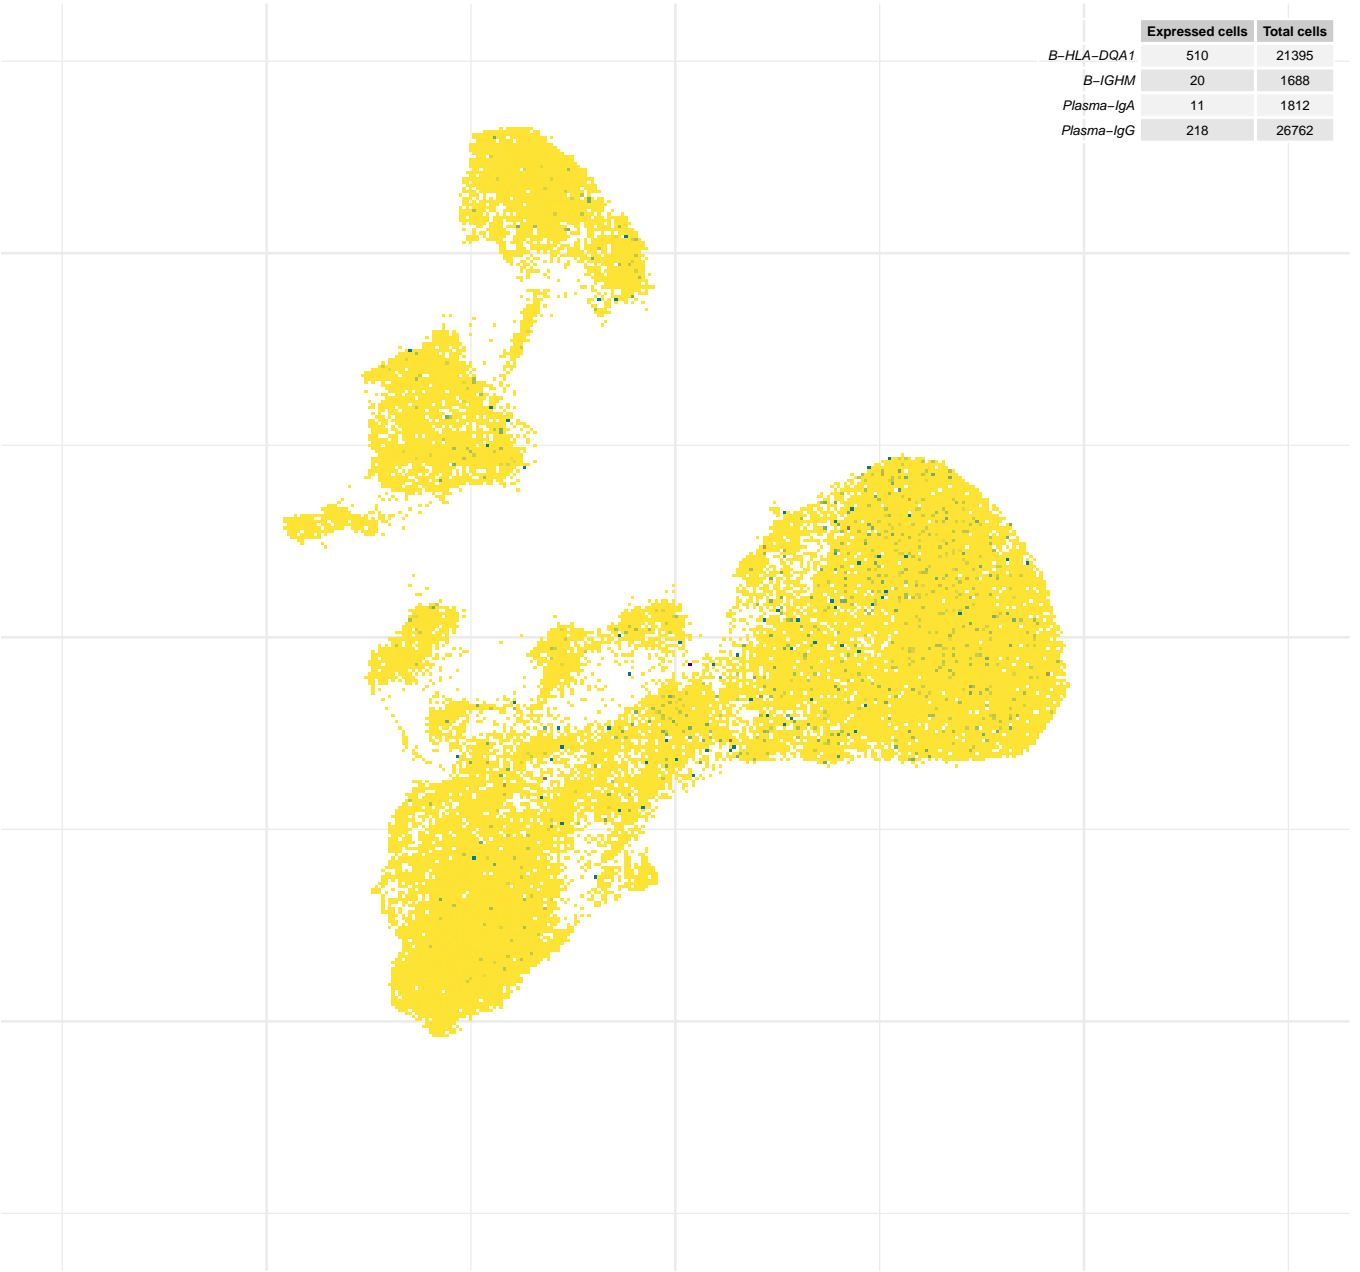 Expressed cells Total cells
B−HLA−DQA1 510 21395
B−IGHM 20 1688
Plasma−IgA 11 1812
Plasma−IgG 218 26762